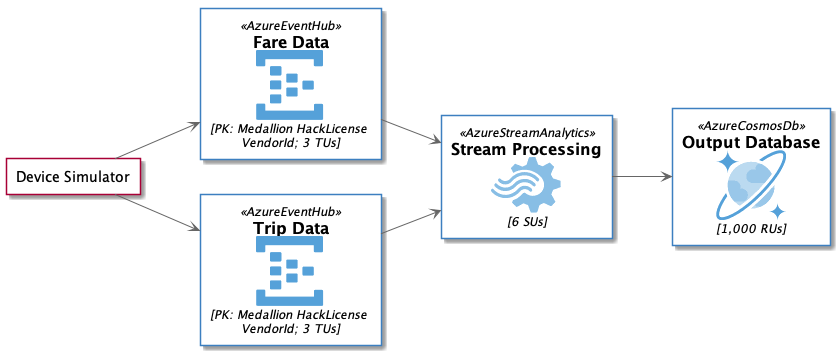 «AzureEventHub»
Fare Data
[PK: Medallion HackLicense
VendorId; 3 TUs]
Device Simulator
«AzureEventHub»
Trip Data
[PK: Medallion HackLicense
VendorId; 3 TUs]
«AzureStreamAnalytics»
Stream Processing
[6 SUs]
«AzureCosmosDb»
Output Database
[1,000 RUs]